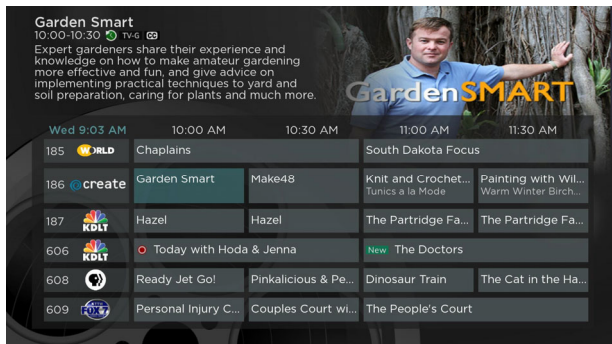 Garden Smart
10:00-10:30 TV-G CC
Expert gardeners share their experience and
knowledge on how to make amateur gardening
more effective and fun, and give advice on
implementing practical techniques to yard and
soil preparation, caring for plants and much more.
GardenSMART
Wed 9:03 AM 10:00 AM 10:30 AM 11:00 AM 11:30 AM
185 WORLD Chaplains South Dakota Focus
186 create Garden Smart Make48 Knit and Crochet... Painting with Wil...
Tunics a la Mode Warm Winter Birch...
187 KDLT Hazel Hazel The Partridge Fa... The Partridge Fa...
606 KDLT Today with Hoda & Jenna New The Doctors
608 Ready Jet Go! Pinkalicious & Pe... Dinosaur Train The Cat in the Ha...
609 FOX 7 Personal Injury C... Couples Court wi... The People's Court